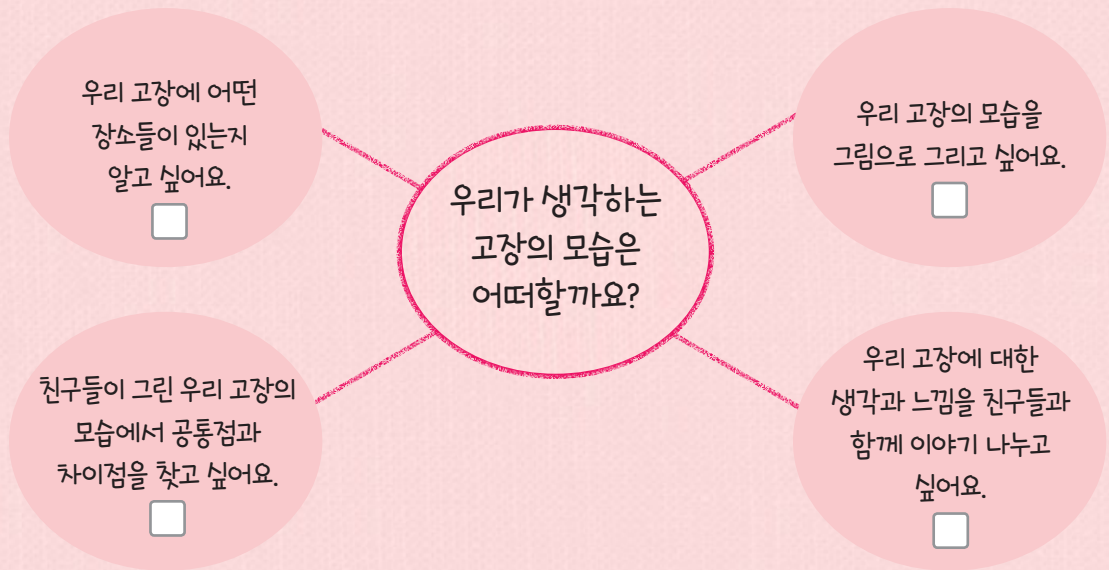 우리 고장에 어떤
장소들이 있는지
알고 싶어요.
우리 고장의 모습을
그림으로 그리고 싶어요.
우리가 생각하는
고장의 모습은
어떠할까요?
친구들이 그린 우리 고장의
모습에서 공통점과
차이점을 찾고 싶어요.
우리 고장에 대한
생각과 느낌을 친구들과
함께 이야기 나누고
싶어요.